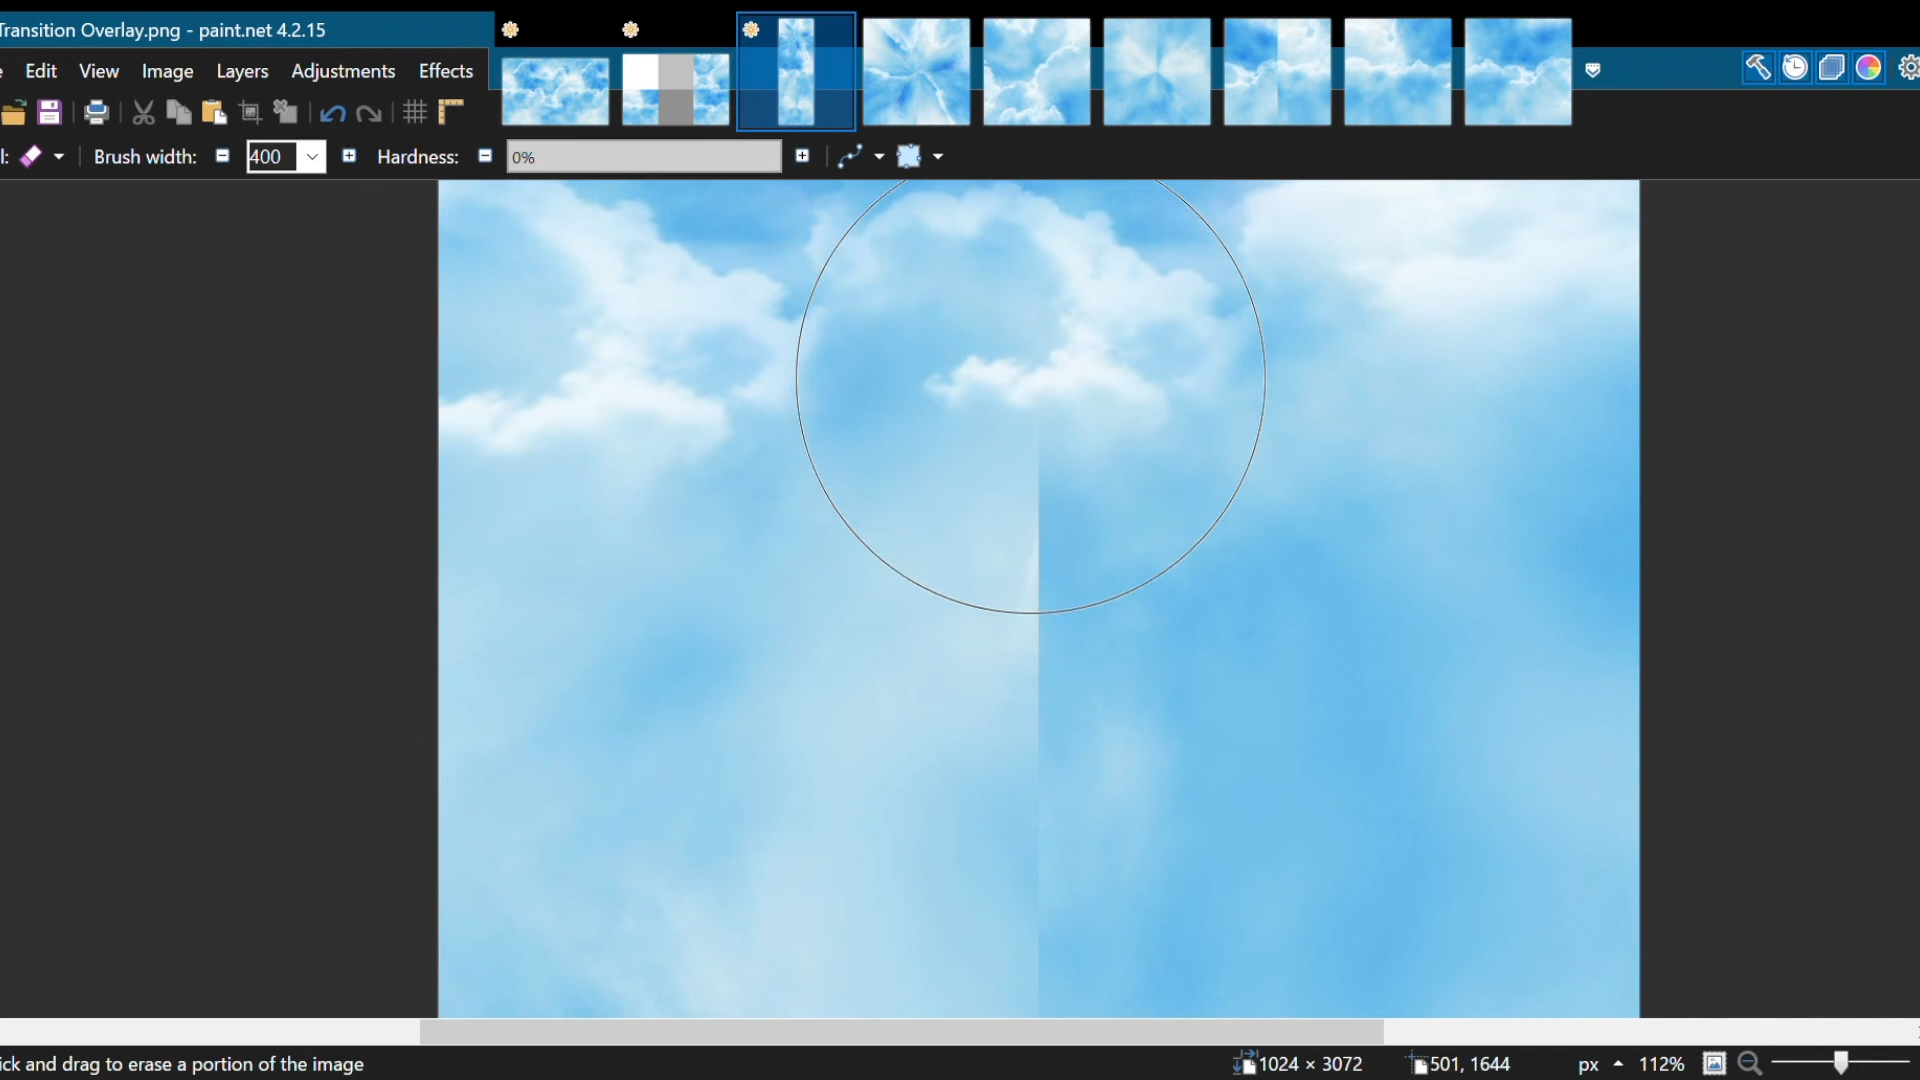 Transition Overlay.png - paint.net 4.2.15
Edit View Image Layers Adjustments Effects
Brush width: 400 Hardness: 0%
ick and drag to erase a portion of the image 1024 × 3072 501, 1644 px 112%